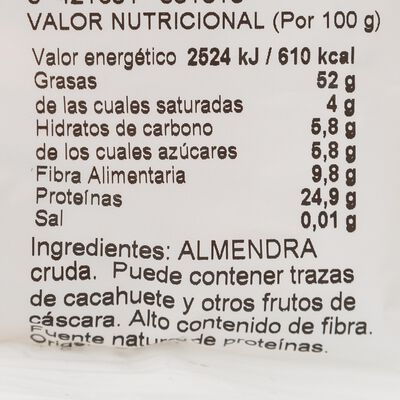 VALOR NUTRICIONAL (Por 100 g)
Valor energético 2524 kJ / 610 kcal
Grasas 52 g
de las cuales saturadas 4 g
Hidratos de carbono 5,8 g
de los cuales azúcares 5,8 g
Fibra Alimentaria 9,8 g
Proteínas 24,9 g
Sal 0,01 g
Ingredientes: ALMENDRA
cruda. Puede contener trazas
de cacahuete y otros frutos de
cáscara. Alto contenido de fibra.
Fuente natural de proteínas.